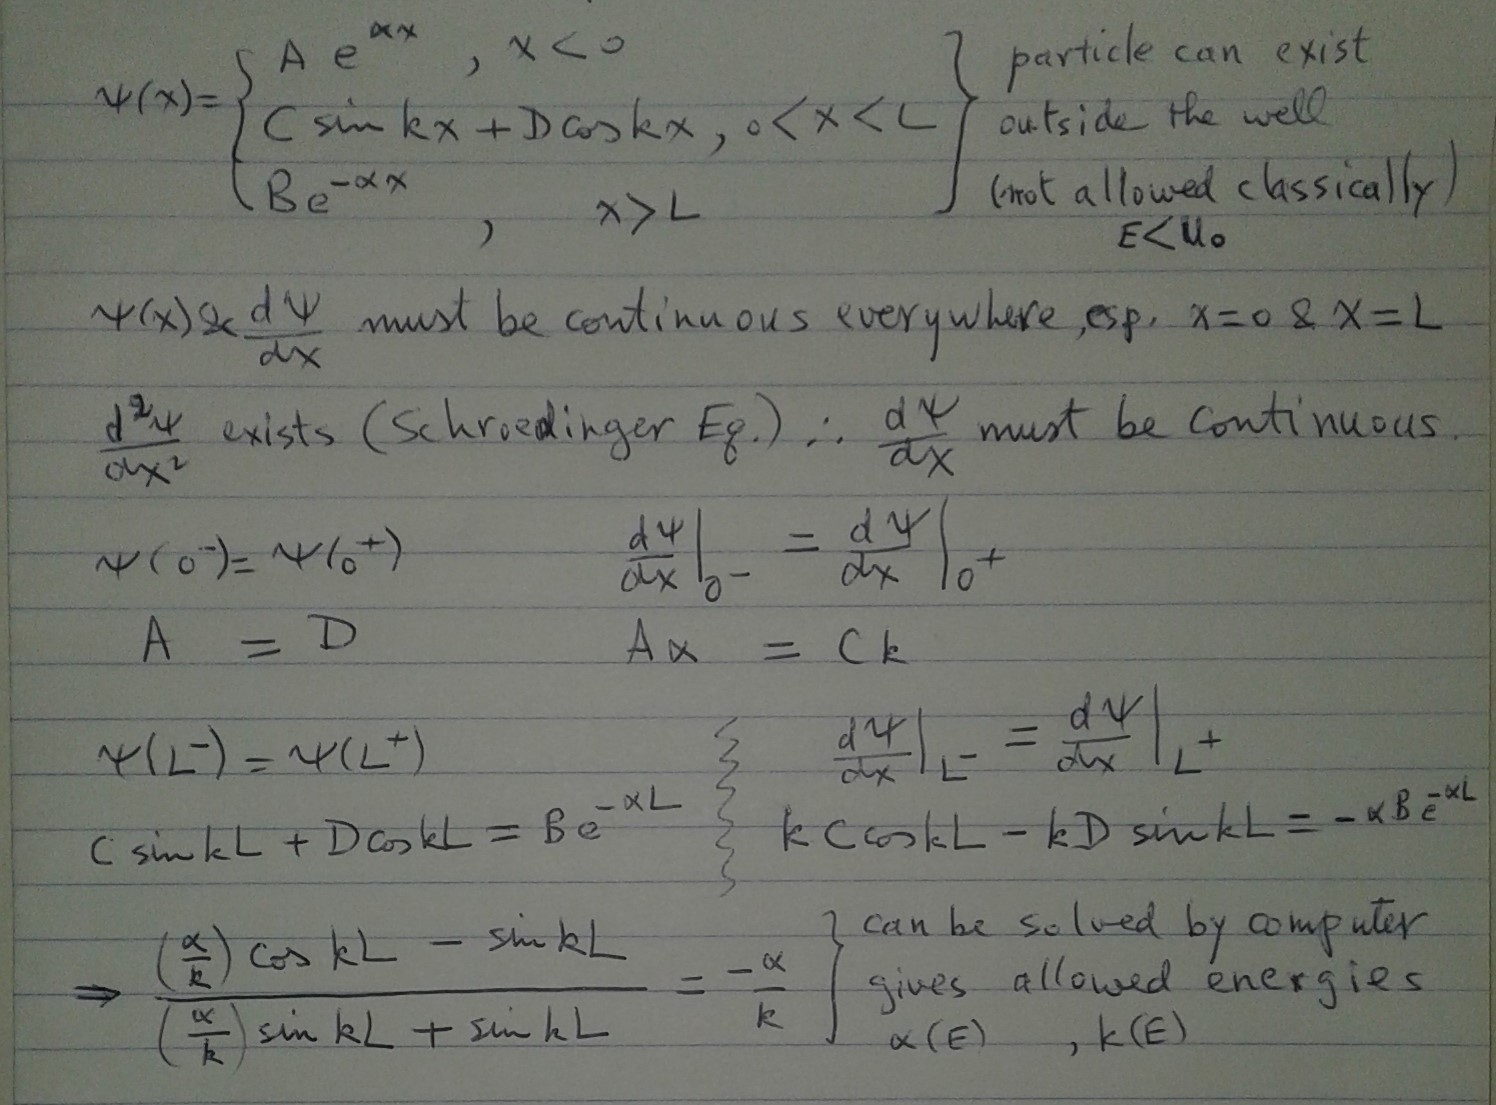 ψ(x) = { A e^{αx} , x < 0 } particle can exist
C sin kx + D cos kx , 0 < x < L } outside the well
B e^{-αx} , x > L } (not allowed classically)
E < U₀
ψ(x) & dψ/dx must be continuous everywhere, esp. x = 0 & x = L
d²ψ/dx² exists (Schroedinger Eq.) ∴ dψ/dx must be continuous.
ψ(0⁻) = ψ(0⁺) dψ/dx |₀₋ = dψ/dx |₀₊
A = D Aα = Ck
ψ(L⁻) = ψ(L⁺) dψ/dx |_{L⁻} = dψ/dx |_{L⁺}
C sin kL + D cos kL = B e^{-αL} k C cos kL - k D sin kL = -α B e^{-αL}
⇒ ((α/k) cos kL - sin kL) / ((α/k) sin kL + sin kL) = -α/k } can be solved by computer
gives allowed energies
α(E) , k(E)